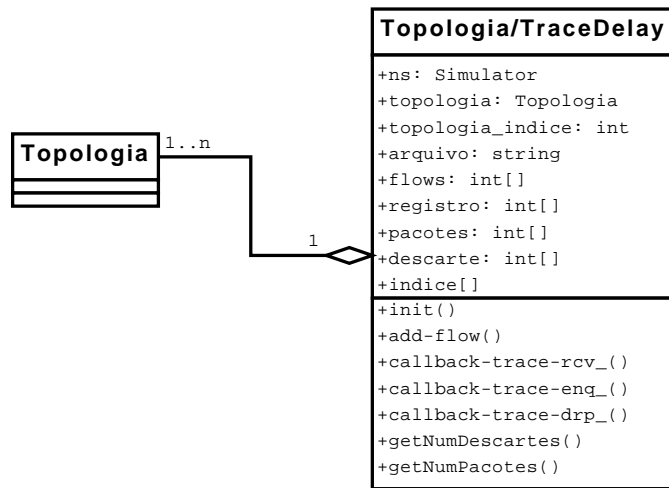 Topologia/TraceDelay
+ns: Simulator
+topologia: Topologia
+topologia_indice: int
+arquivo: string
+flows: int[]
+registro: int[]
+pacotes: int[]
+descarte: int[]
+indice[]
+init()
+add-flow()
+callback-trace-rcv_()
+callback-trace-enq_()
+callback-trace-drp_()
+getNumDescartes()
+getNumPacotes()
Topologia
1..n
1